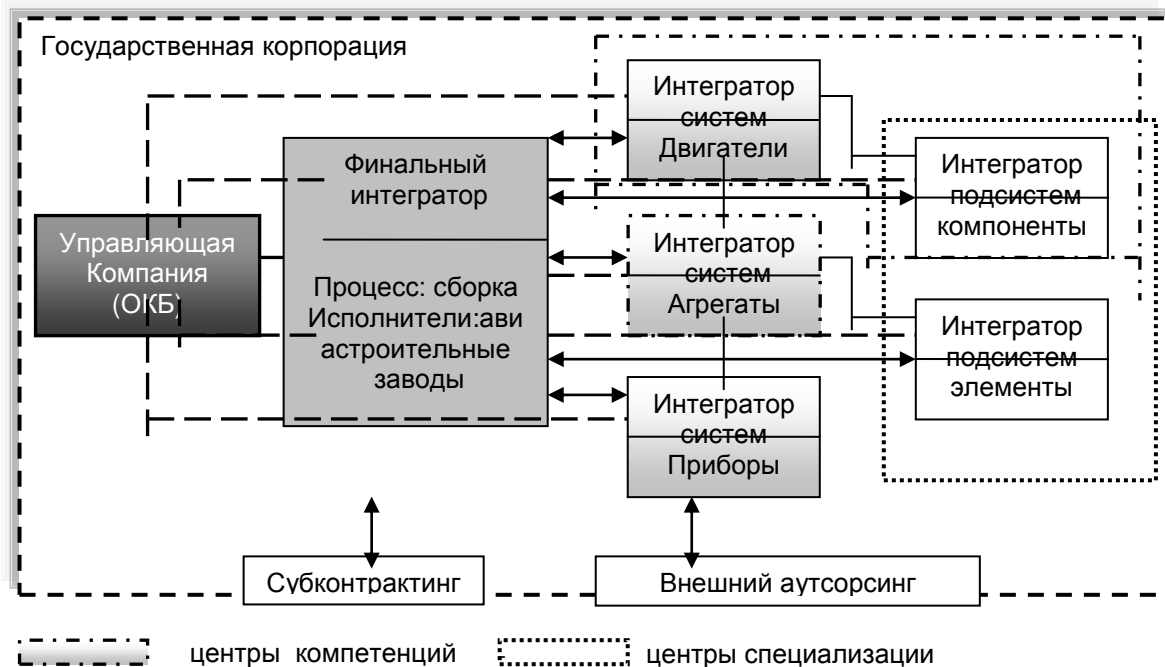 Государственная корпорация
Управляющая
Компания
(ОКБ)
Финальный
интегратор
Процесс: сборка
Исполнители:ави
астроительные
заводы
Интегратор
систем
Двигатели
Интегратор
систем
Агрегаты
Интегратор
систем
Приборы
Интегратор
подсистем
компоненты
Интегратор
подсистем
элементы
Субконтрактинг
Внешний аутсорсинг
центры компетенций
центры специализации